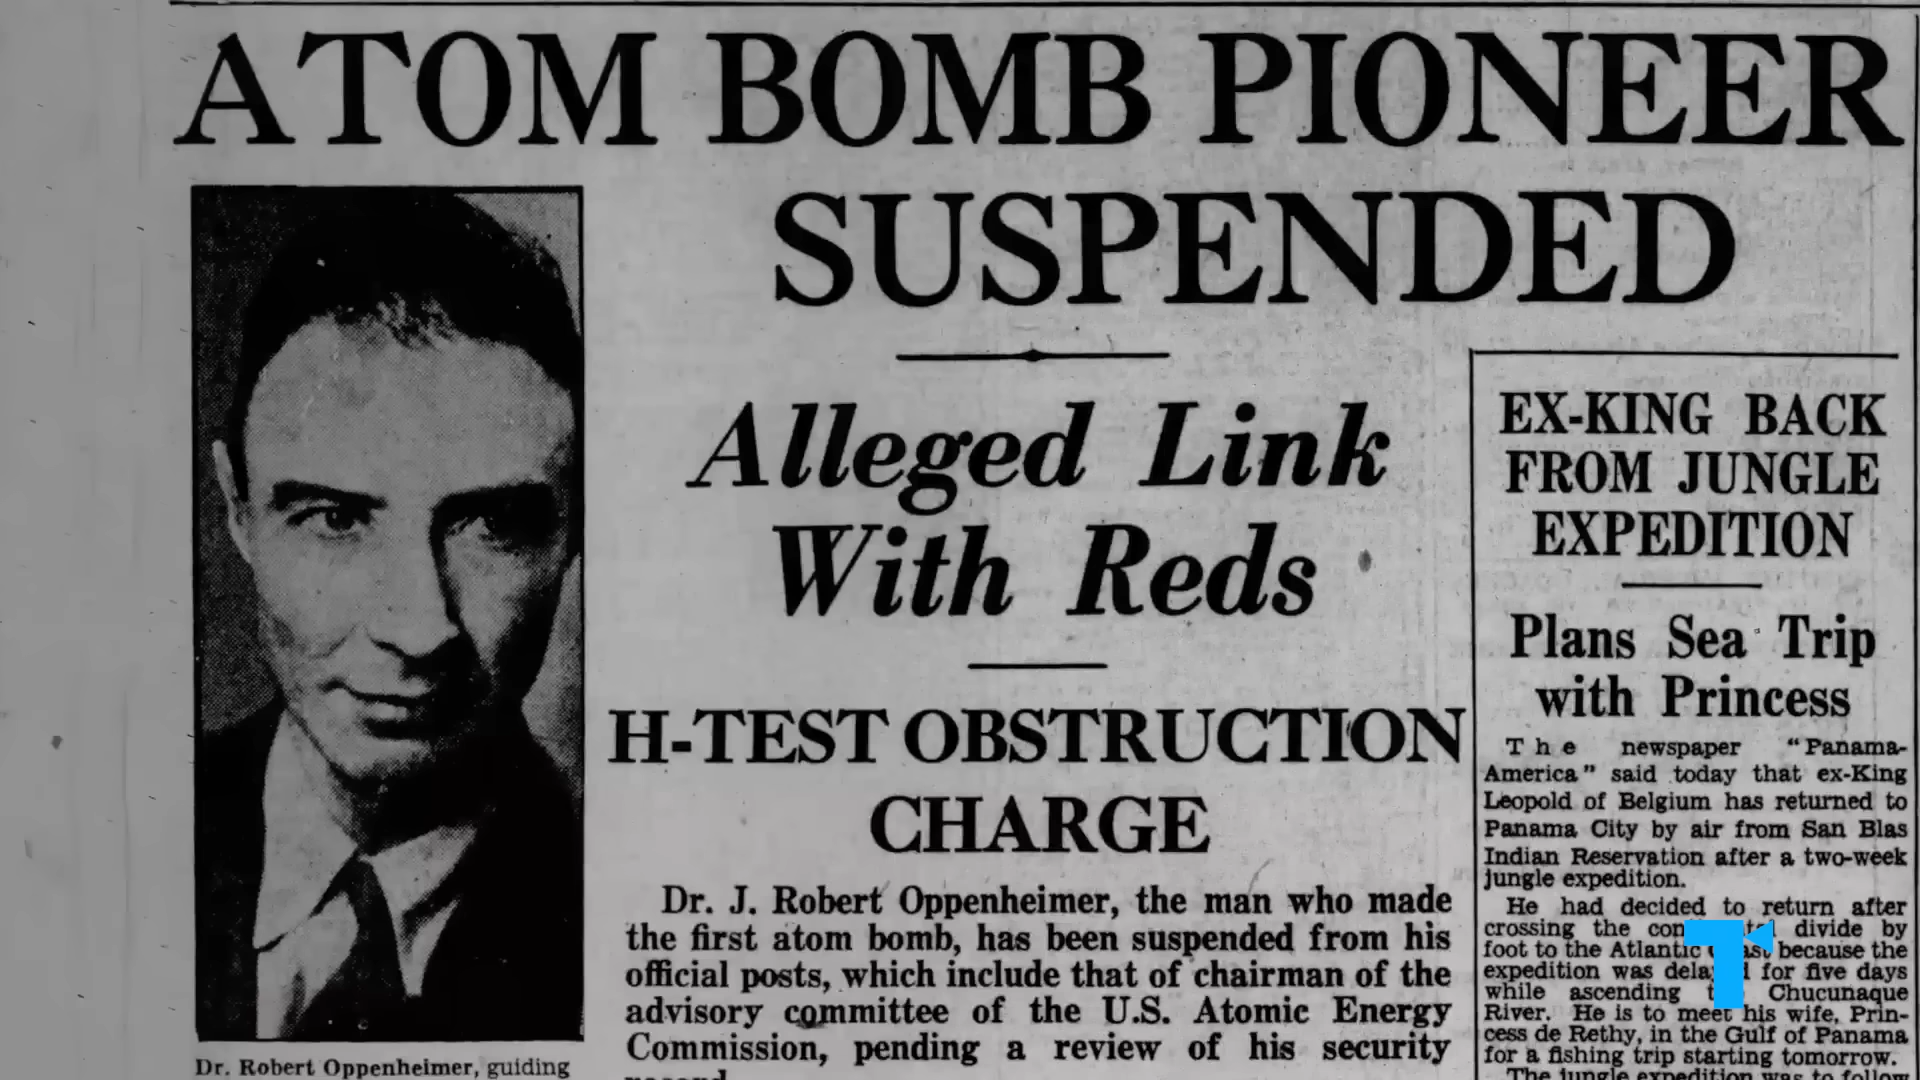 ATOM BOMB PIONEER
SUSPENDED
Alleged Link
With Reds
H-TEST OBSTRUCTION
CHARGE
Dr. J. Robert Oppenheimer, the man who made
the first atom bomb, has been suspended from his
official posts, which include that of chairman of the
advisory committee of the U.S. Atomic Energy
Commission, pending a review of his security
Dr. Robert Oppenheimer, guiding
EX-KING BACK
FROM JUNGLE
EXPEDITION
Plans Sea Trip
with Princess
The newspaper "Panama-
America" said today that ex-King
Leopold of Belgium has returned to
Panama City by air from San Blas
Indian Reservation after a two-week
jungle expedition.
He had decided to return after
crossing the divide by
foot to the Atlantic because the
expedition was for five days
while ascending Chucunaque
River. He is to meet his wife, Prin-
cess de Rethy, in the Gulf of Panama
for a fishing trip starting tomorrow.
The jungle expedition was to follow